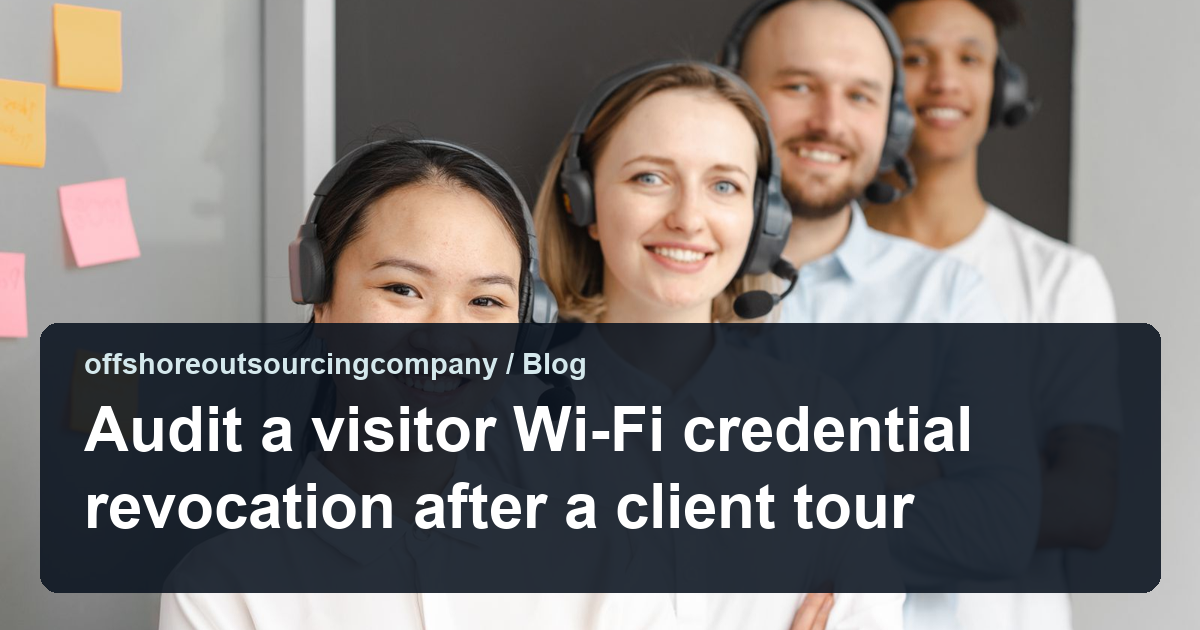 offshoreoutsourcingcompany / Blog
Audit a visitor Wi-Fi credential
revocation after a client tour